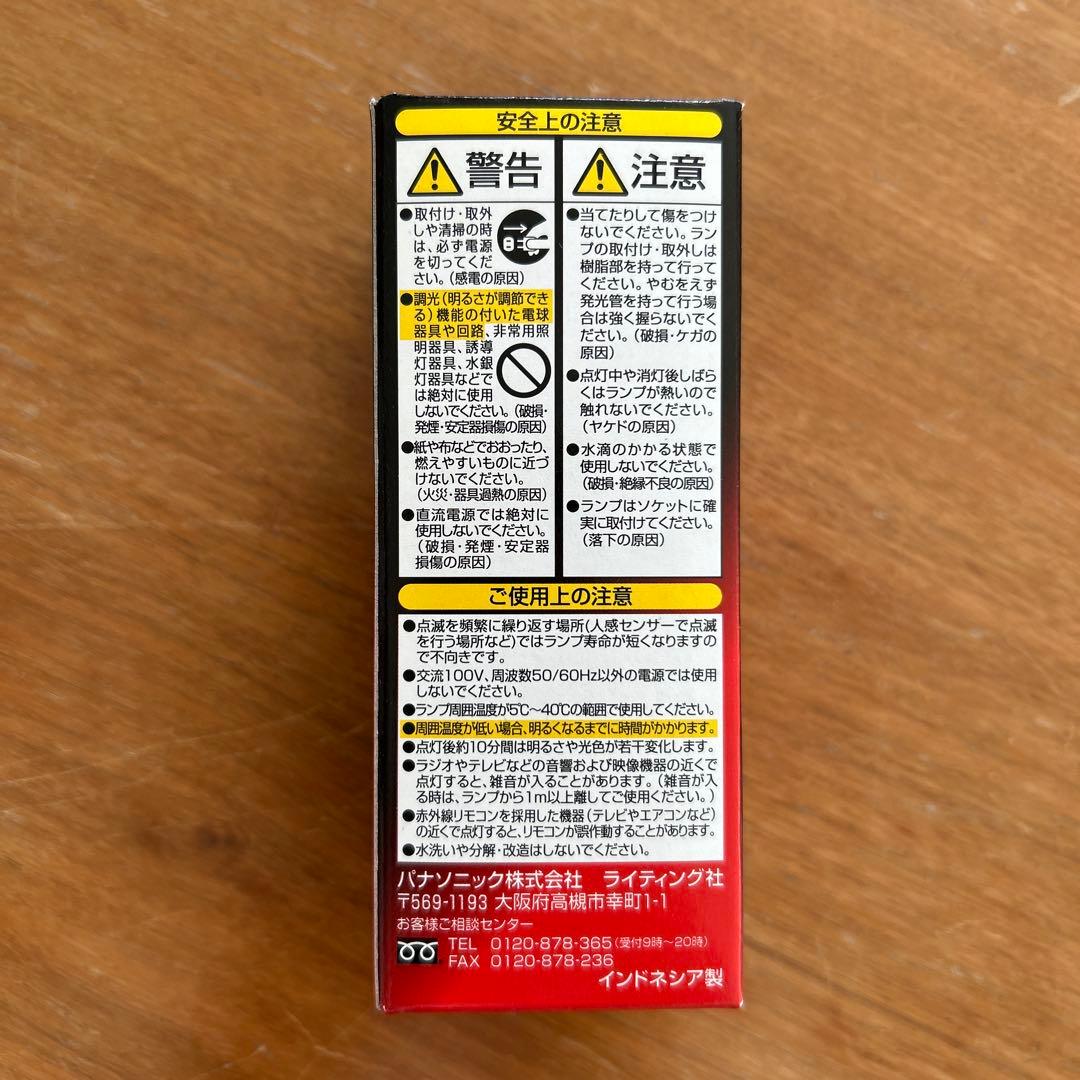 安全上の注意
警告
●取付け・取外
しや清掃の時
は、必ず電源
を切ってくだ
さい。(感電の原因)
●調光(明るさが調節でき
る)機能の付いた電球
器具や回路、非常用照
明器具、誘導
灯器具、水銀
灯器具などで
は絶対に使用
しないでください。(破損・
発煙・安定器損傷の原因)
●紙や布などでおおったり、
燃えやすいものに近づ
けないでください。
(火災・器具過熱の原因)
●直流電源では絶対に
使用しないでください。
(破損・発煙・安定器
損傷の原因)
注意
●当てたりして傷をつけ
ないでください。ラン
プの取付け・取外しは
樹脂部を持って行って
ください。やむをえず
発光管を持って行う場
合は強く握らないでく
ださい。(破損・ケガの
原因)
●点灯中や消灯後しばら
くはランプが熱いので
触れないでください。
(ヤケドの原因)
●水滴のかかる状態で
使用しないでください。
(破損・絶縁不良の原因)
●ランプはソケットに確
実に取付けてください。
(落下の原因)
ご使用上の注意
●点滅を頻繁に繰り返す場所(人感センサーで点滅
を行う場所など)ではランプ寿命が短くなりますの
で不向きです。
●交流100V、周波数50/60Hz以外の電源では使用
しないでください。
●ランプ周囲温度が5℃〜40℃の範囲で使用してください。
●周囲温度が低い場合、明るくなるまでに時間がかかります。
●点灯後約10分間は明るさや光色が若干変化します。
●ラジオやテレビなどの音響および映像機器の近くで
点灯すると、雑音が入ることがあります。(雑音が入
る時は、ランプから1m以上離してご使用ください。)
●赤外線リモコンを採用した機器(テレビやエアコンなど)
の近くで点灯すると、リモコンが誤作動することがあります。
●水洗いや分解・改造はしないでください。
パナソニック株式会社 ライティング社
〒569-1193 大阪府高槻市幸町1-1
お客様ご相談センター
TEL 0120-878-365(受付9時〜20時)
FAX 0120-878-236
インドネシア製